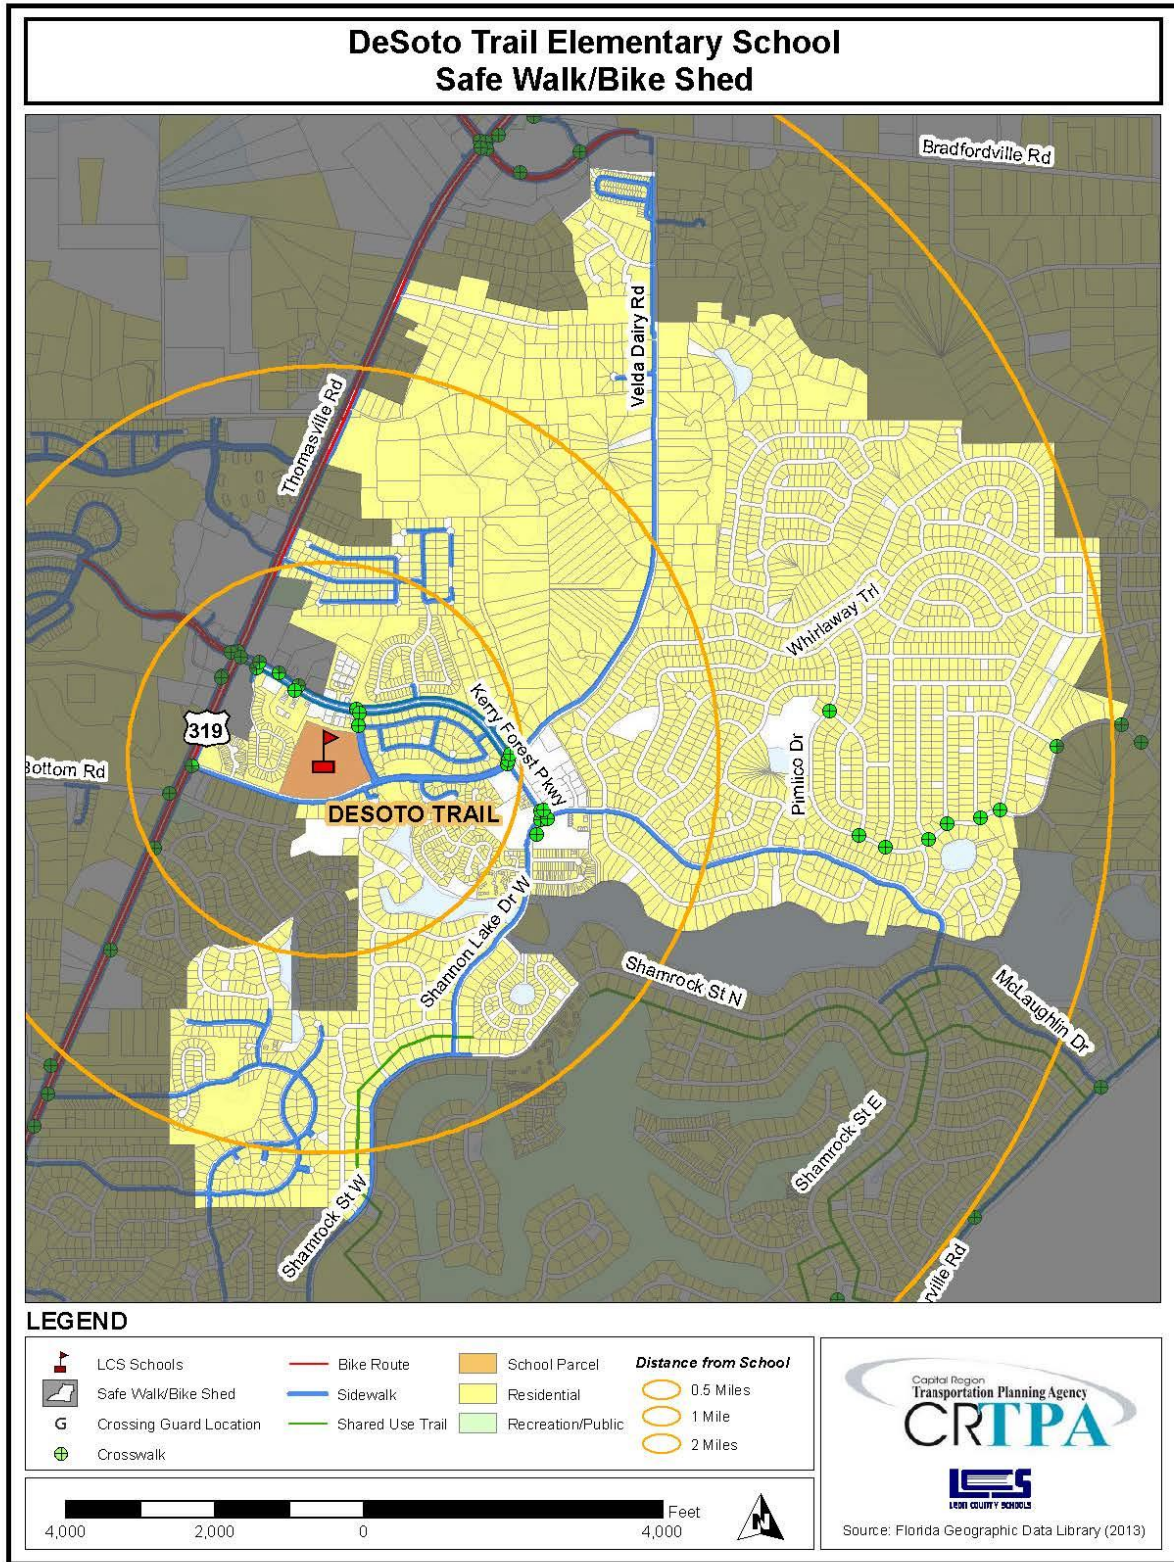 DeSoto Trail Elementary School
Safe Walk/Bike Shed
Bradfordville Rd
Velda Dairy Rd
Thomasville Rd
Whirlaway Trl
Kerry Forest Pkwy
319
Pimlico Dr
Bottom Rd
DESOTO TRAIL
Shannon Lake Dr W
Shamrock St N
McLaughlin Dr
Shamrock St E
Shamrock St W
rville Rd
LEGEND
LCS Schools
Safe Walk/Bike Shed
G Crossing Guard Location
Crosswalk
Bike Route
Sidewalk
Shared Use Trail
School Parcel
Residential
Recreation/Public
Distance from School
0.5 Miles
1 Mile
2 Miles
4,000 2,000 0 4,000
Feet
N
Capital Region
Transportation Planning Agency
CRTPA
LCS
LEON COUNTY SCHOOLS
Source: Florida Geographic Data Library (2013)